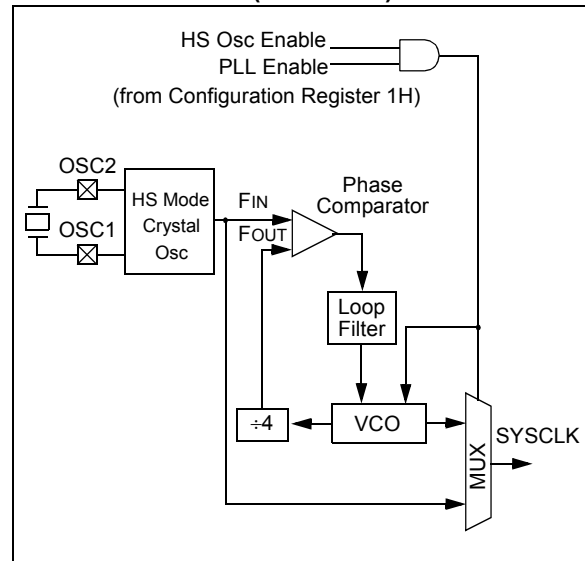 HS Osc Enable
PLL Enable
(from Configuration Register 1H)
OSC2
OSC1
HS Mode
Crystal
Osc
FIN
FOUT
Phase
Comparator
Loop
Filter
÷4
VCO
MUX
SYSCLK